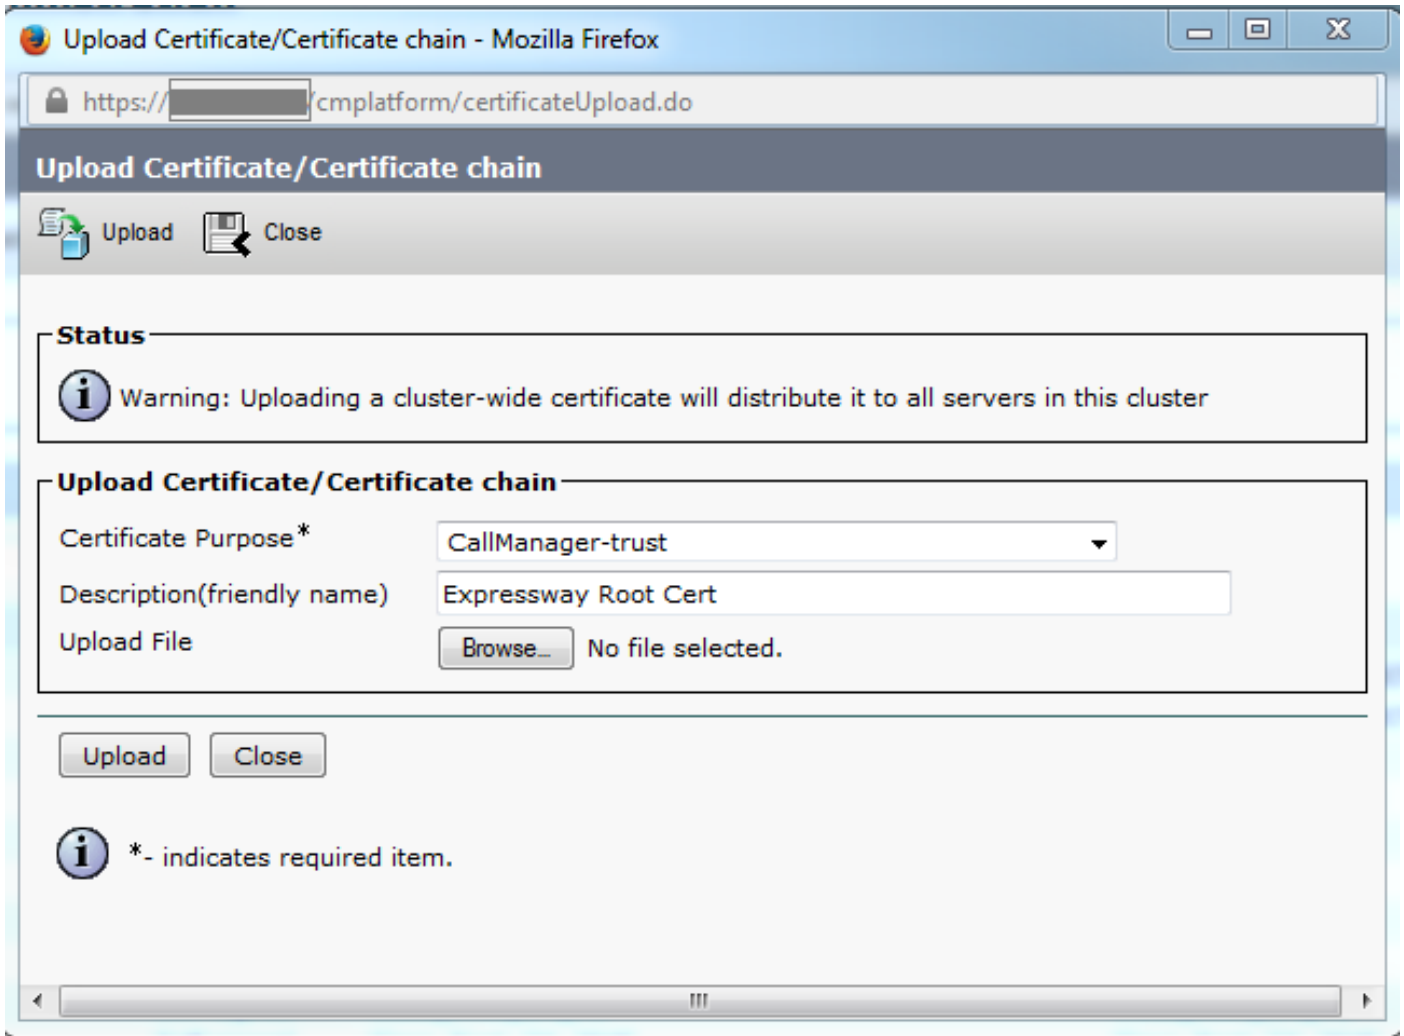 Upload Certificate/Certificate chain - Mozilla Firefox
https:// /cmplatform/certificateUpload.do
Upload Certificate/Certificate chain
Upload Close
Status
Warning: Uploading a cluster-wide certificate will distribute it to all servers in this cluster
Upload Certificate/Certificate chain
Certificate Purpose* CallManager-trust
Description(friendly name) Expressway Root Cert
Upload File Browse... No file selected.
Upload Close
*- indicates required item.